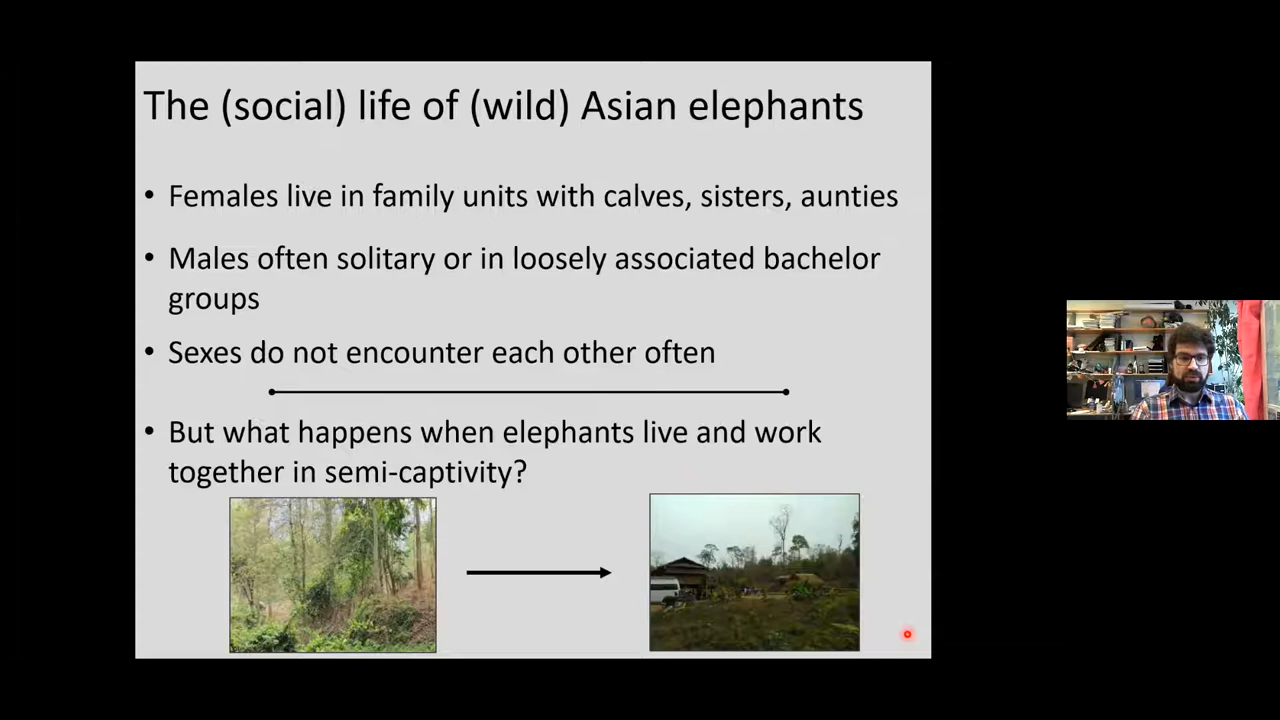 The (social) life of (wild) Asian elephants
• Females live in family units with calves, sisters, aunties
• Males often solitary or in loosely associated bachelor
groups
• Sexes do not encounter each other often
• But what happens when elephants live and work
together in semi-captivity?